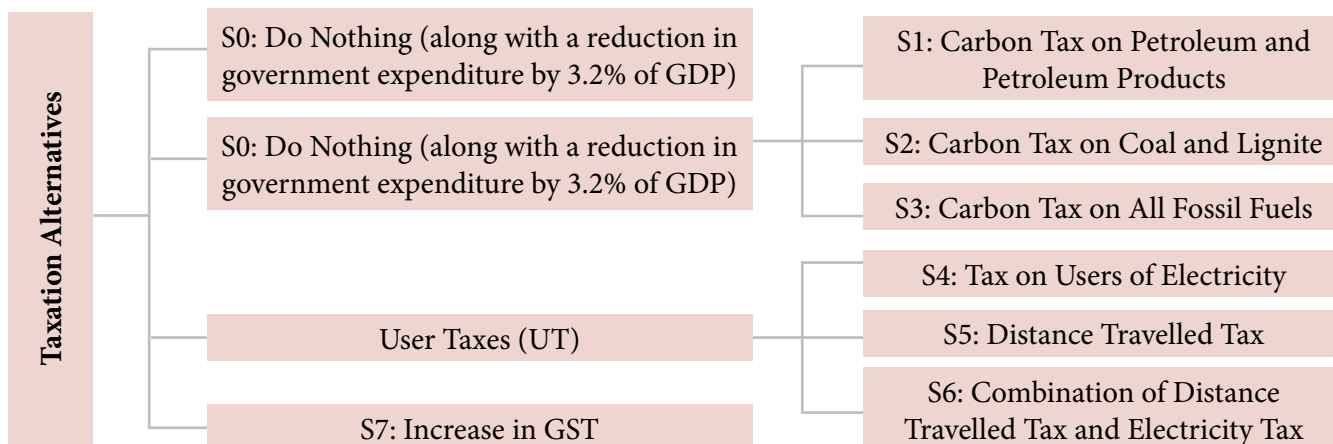 Taxation Alternatives
S0: Do Nothing (along with a reduction in
government expenditure by 3.2% of GDP)
S0: Do Nothing (along with a reduction in
government expenditure by 3.2% of GDP)
S1: Carbon Tax on Petroleum and
Petroleum Products
S2: Carbon Tax on Coal and Lignite
S3: Carbon Tax on All Fossil Fuels
User Taxes (UT)
S4: Tax on Users of Electricity
S5: Distance Travelled Tax
S6: Combination of Distance
Travelled Tax and Electricity Tax
S7: Increase in GST